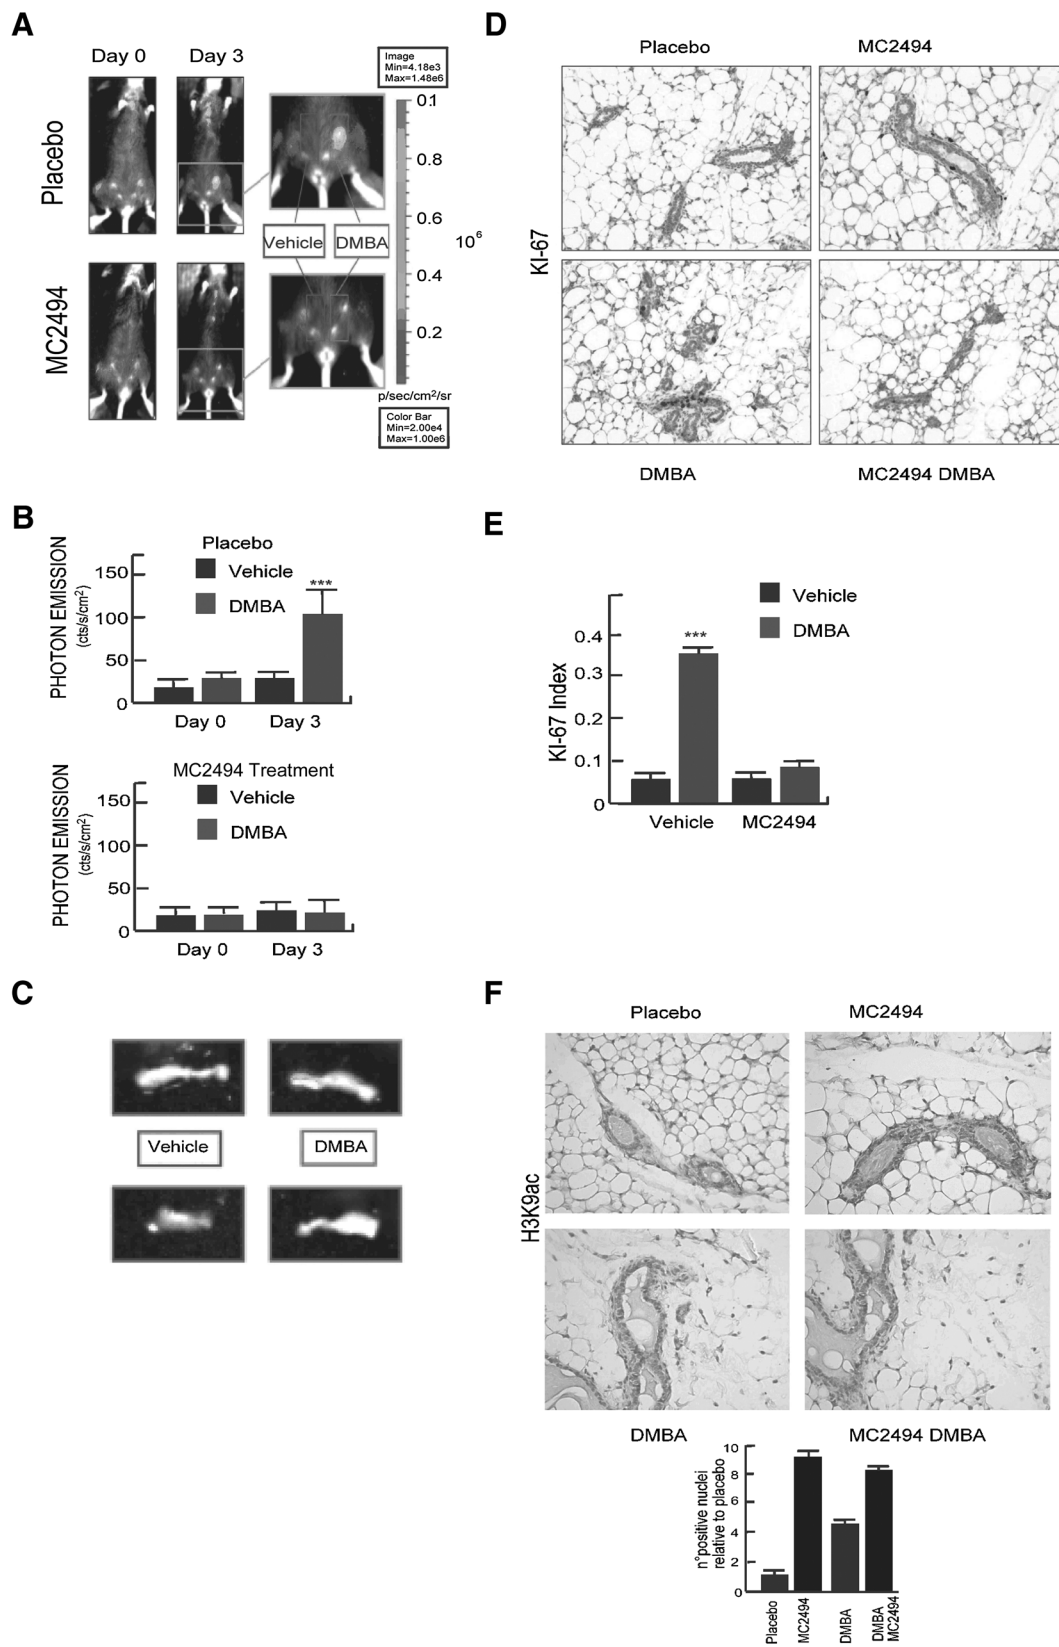 A
Day 0
Day 3
Image
Min=4.18e3
Max=1.48e6
Placebo
MC2494
Vehicle
DMBA
0.1
0.8
0.6
10⁶
0.4
0.2
p/sec/cm2/sr
Color Bar
Min=2.00e4
Max=1.00e6
B
Placebo
Vehicle
DMBA
PHOTON EMISSION
(cts/s/cm²)
150
100
50
0
***
Day 0
Day 3
MC2494 Treatment
Vehicle
DMBA
PHOTON EMISSION
(cts/s/cm²)
150
100
50
0
Day 0
Day 3
C
Vehicle
DMBA
D
Placebo
MC2494
KI-67
DMBA
MC2494 DMBA
E
Vehicle
DMBA
KI-67 Index
0.4
0.3
0.2
0.1
0
***
Vehicle
MC2494
F
Placebo
MC2494
H3K9ac
DMBA
MC2494 DMBA
n°positive nuclei
relative to placebo
10
8
6
4
2
0
Placebo
MC2494
DMBA
DMBA
MC2494